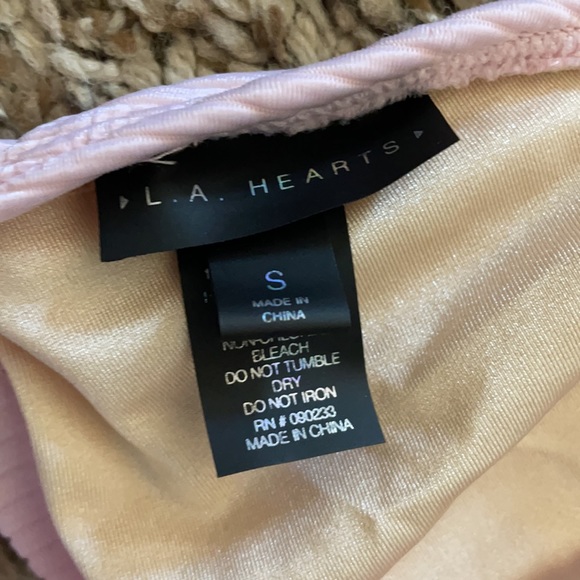 L.A. HEARTS
S
MADE IN
CHINA
BLEACH
DO NOT TUMBLE
DRY
DO NOT IRON
RN # 090233
MADE IN CHINA